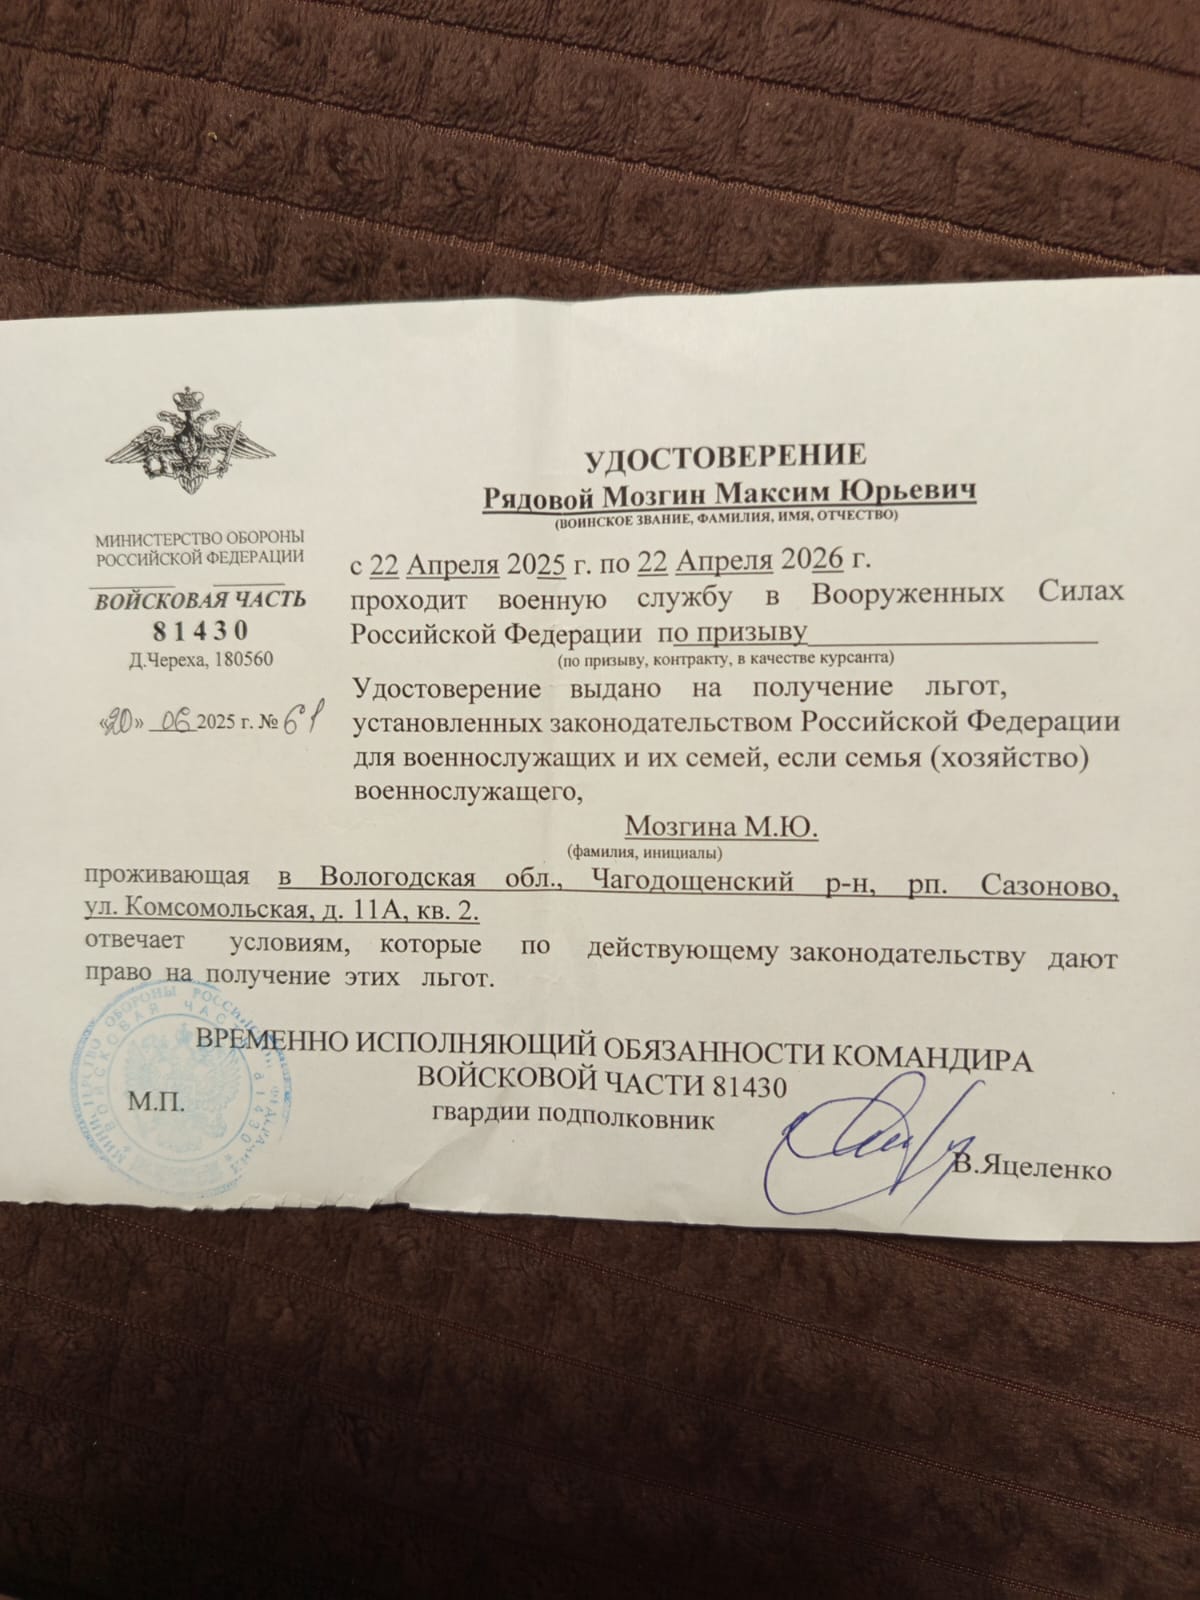 УДОСТОВЕРЕНИЕ
Рядовой Мозгин Максим Юрьевич
(ВОИНСКОЕ ЗВАНИЕ, ФАМИЛИЯ, ИМЯ, ОТЧЕСТВО)
МИНИСТЕРСТВО ОБОРОНЫ
РОССИЙСКОЙ ФЕДЕРАЦИИ
ВОЙСКОВАЯ ЧАСТЬ
81430
Д.Череха, 180560
«20» 06 2025 г. № 61
с 22 Апреля 2025 г. по 22 Апреля 2026 г.
проходит военную службу в Вооруженных Силах
Российской Федерации по призыву
(по призыву, контракту, в качестве курсанта)
Удостоверение выдано на получение льгот,
установленных законодательством Российской Федерации
для военнослужащих и их семей, если семья (хозяйство)
военнослужащего,
Мозгина М.Ю.
(фамилия, инициалы)
проживающая в Вологодская обл., Чагодощенский р-н, рп. Сазоново,
ул. Комсомольская, д. 11А, кв. 2.
отвечает условиям, которые по действующему законодательству дают
право на получение этих льгот.
ВРЕМЕННО ИСПОЛНЯЮЩИЙ ОБЯЗАННОСТИ КОМАНДИРА
ВОЙСКОВОЙ ЧАСТИ 81430
М.П.
гвардии подполковник
В.Яцеленко